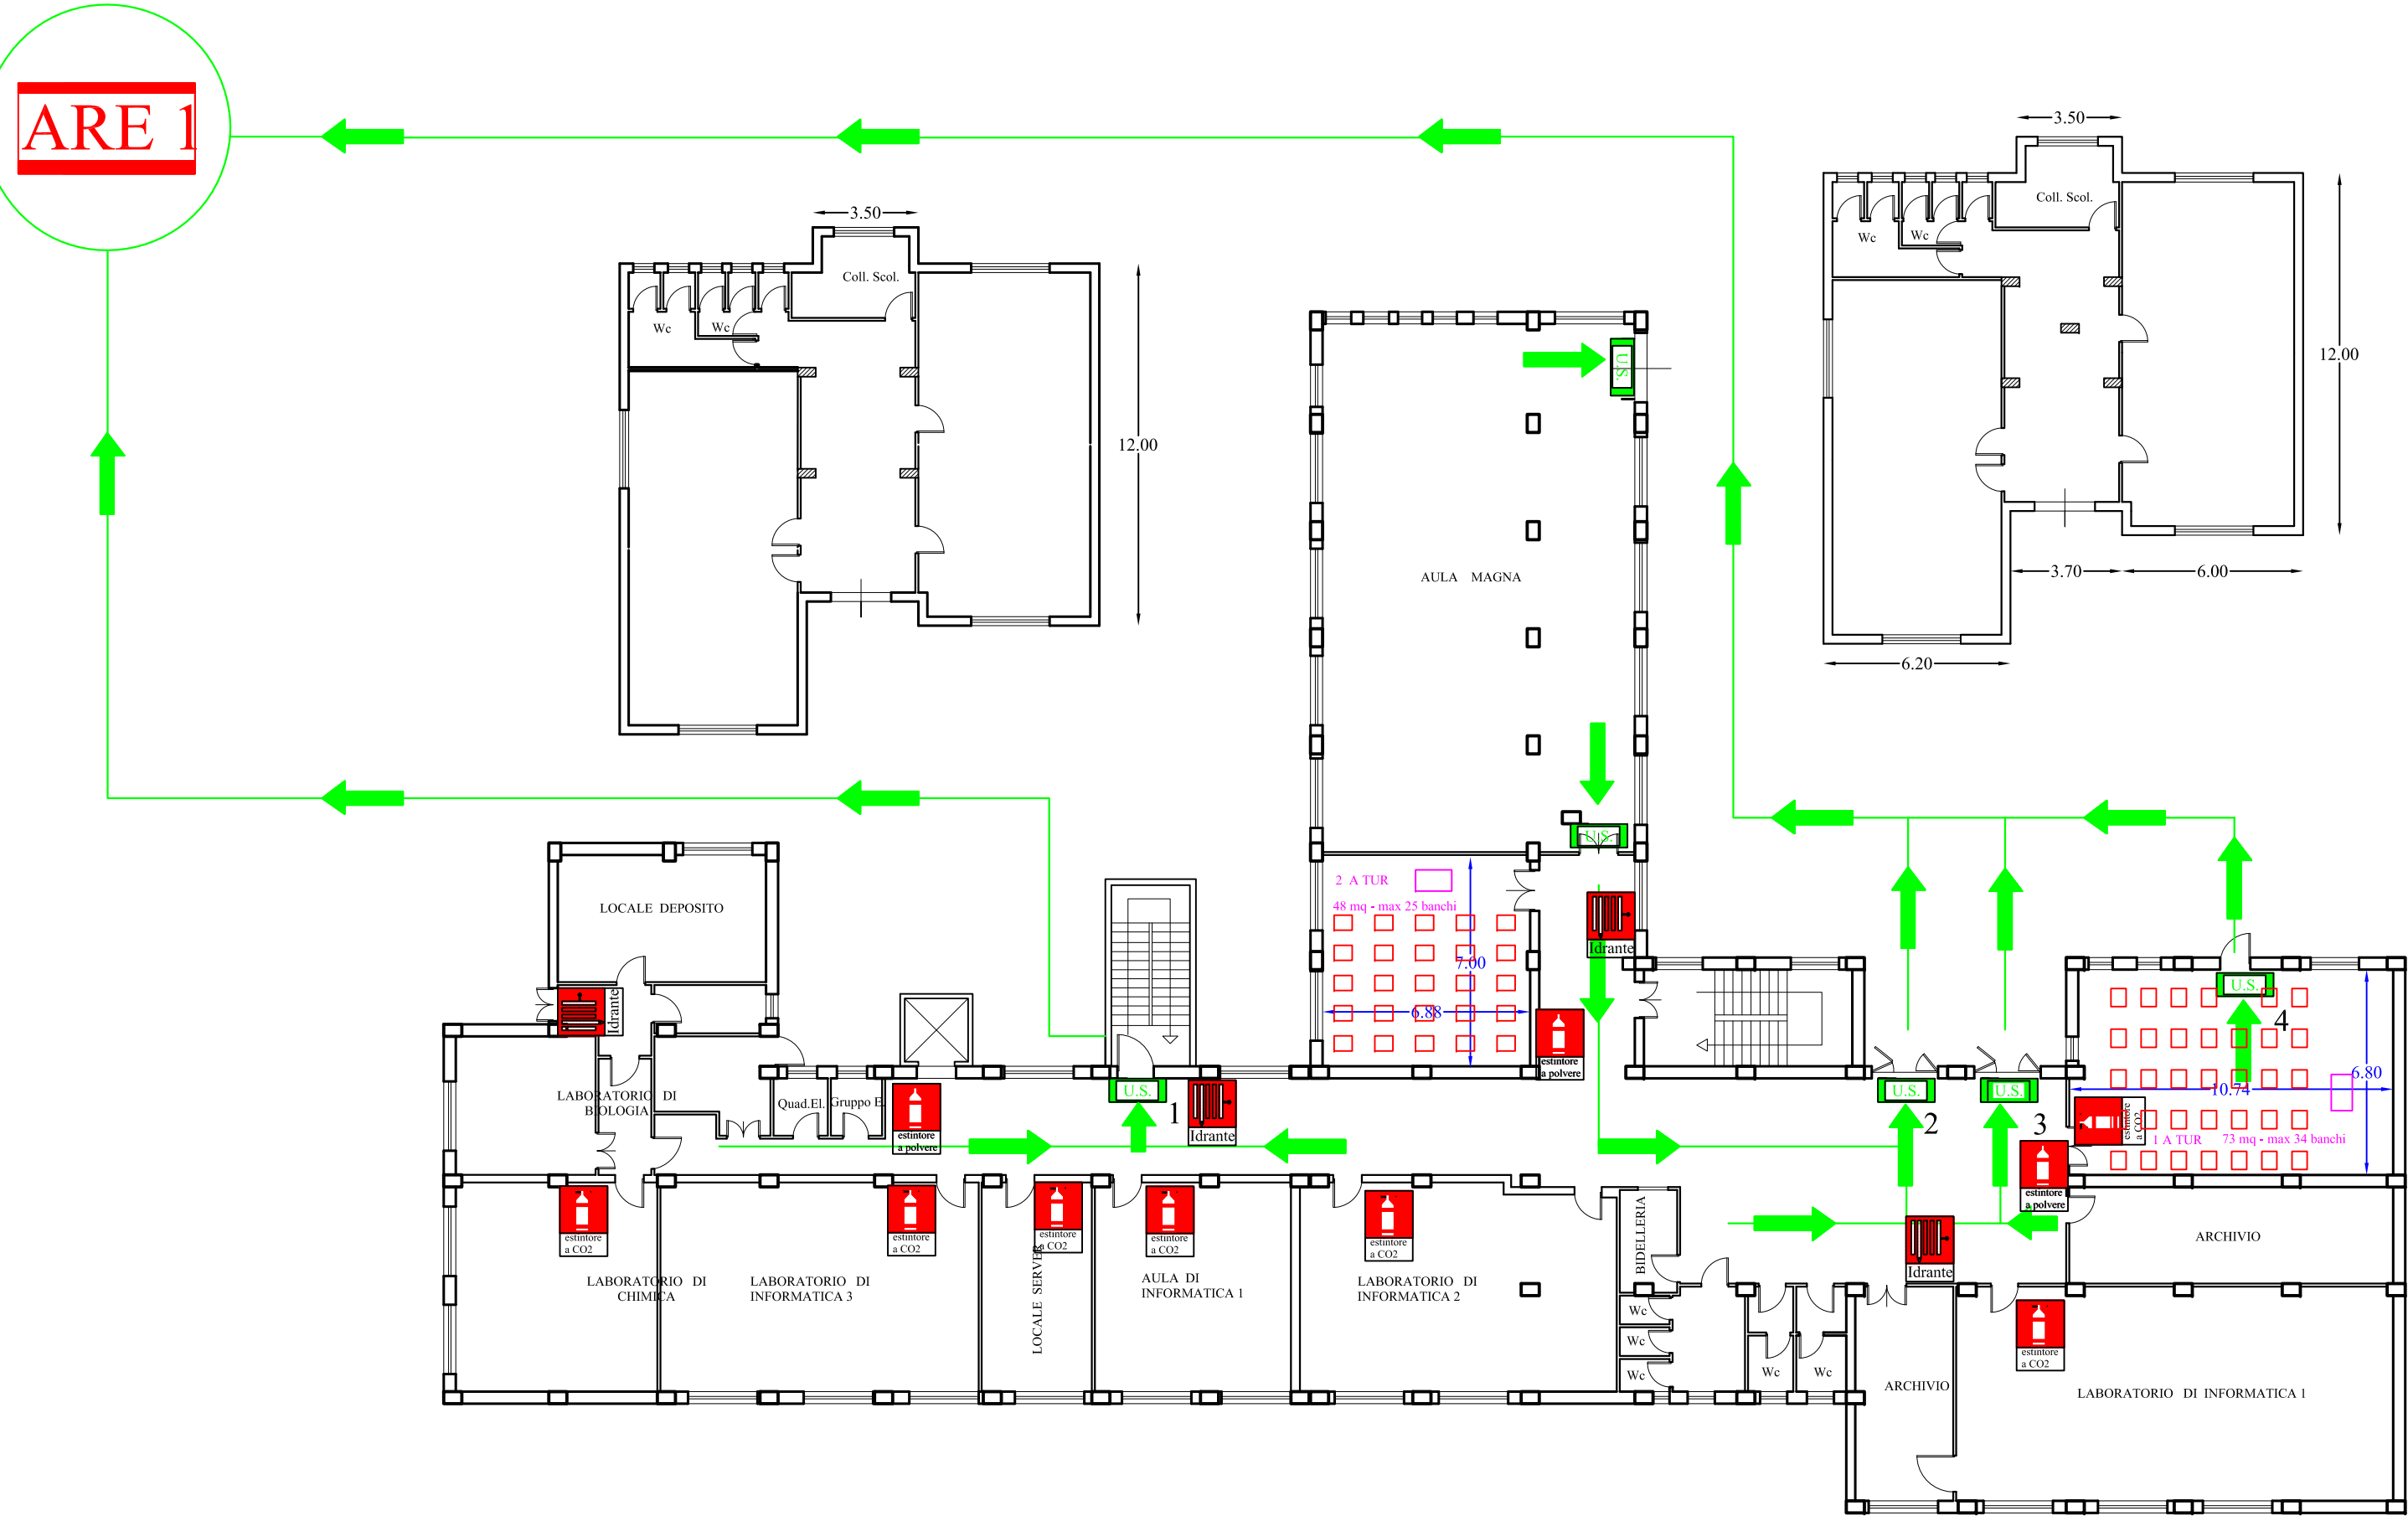 ARE 1
3.50
Coll. Scol.
Wc
Wc
12.00
3.50
Coll. Scol.
Wc
Wc
12.00
3.70
6.00
6.20
U.S.
AULA MAGNA
U.S.
2 A TUR
48 mq - max 25 banchi
7.00
6.88
Idrante
estintore
a polvere
LOCALE DEPOSITO
Idrante
LABORATORIO DI
BIOLOGIA
Quad.El.
Gruppo E.
estintore
a polvere
U.S.
1
Idrante
U.S.
2
U.S.
3
U.S.
4
6.80
10.74
estintore
a CO2
1 A TUR
73 mq - max 34 banchi
estintore
a polvere
ARCHIVIO
Idrante
estintore
a CO2
LABORATORIO DI
CHIMICA
estintore
a CO2
LABORATORIO DI
INFORMATICA 3
estintore
a CO2
LOCALE SERVER
estintore
a CO2
AULA DI
INFORMATICA 1
estintore
a CO2
LABORATORIO DI
INFORMATICA 2
BIDELLERIA
Wc
Wc
Wc
Wc
Wc
ARCHIVIO
estintore
a CO2
LABORATORIO DI INFORMATICA 1